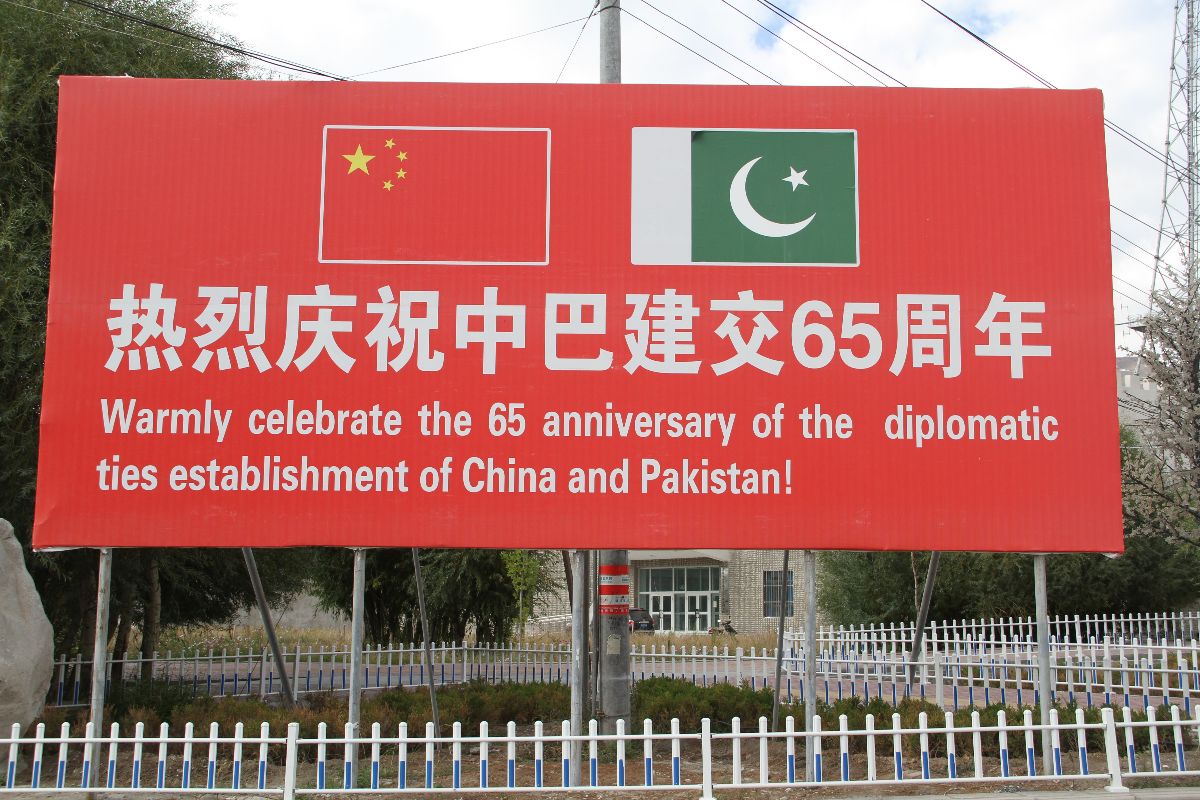 热烈庆祝中巴建交65周年
Warmly celebrate the 65 anniversary of the diplomatic
ties establishment of China and Pakistan!